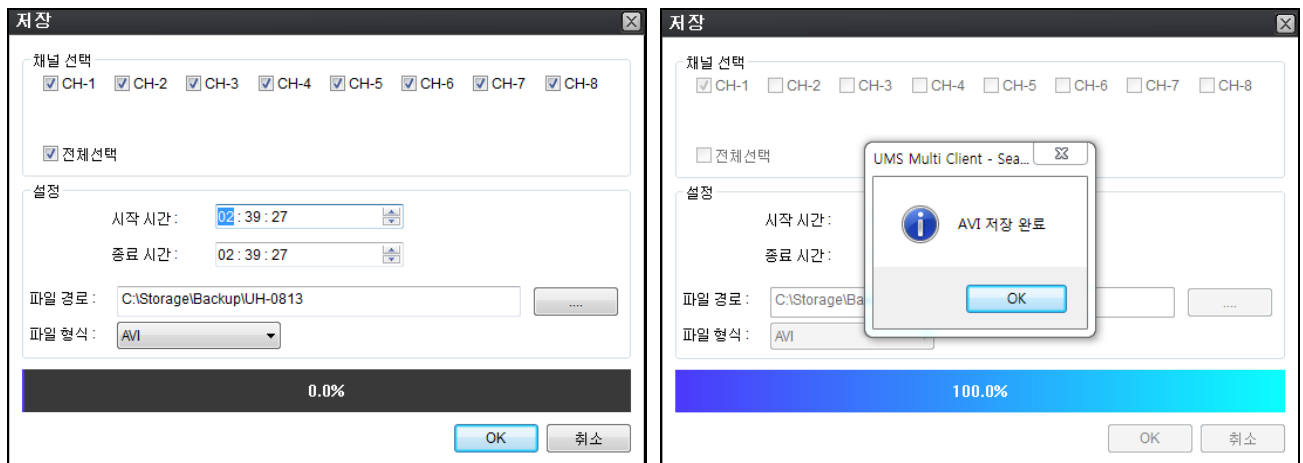 저장
채널 선택
CH-1 CH-2 CH-3 CH-4 CH-5 CH-6 CH-7 CH-8
전체선택
설정
시작 시간 : 02 : 39 : 27
종료 시간 : 02 : 39 : 27
파일 경로 : C:\Storage\Backup\UH-0813 ....
파일 형식 : AVI
0.0%
OK 취소
저장
채널 선택
CH-1 CH-2 CH-3 CH-4 CH-5 CH-6 CH-7 CH-8
전체선택
설정
시작 시간 :
종료 시간 :
파일 경로 : C:\Storage\Ba ....
파일 형식 : AVI
UMS Multi Client - Sea...
AVI 저장 완료
OK
100.0%
OK 취소